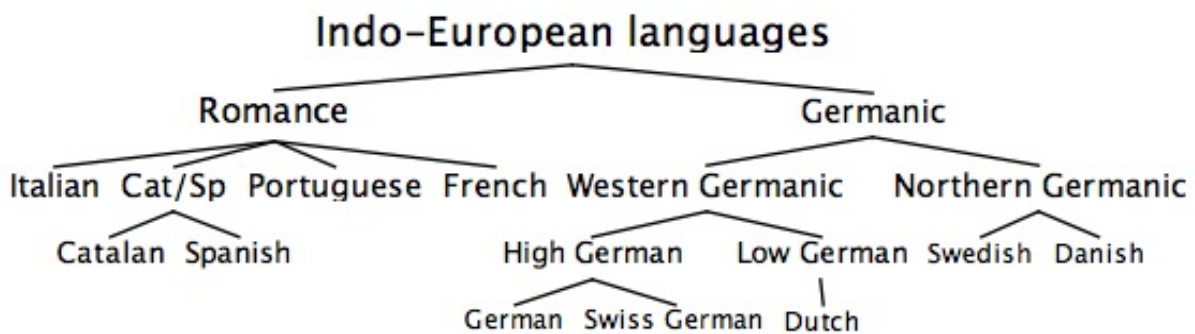 Indo-European languages
Romance Germanic
Italian Cat/Sp Portuguese French Western Germanic Northern Germanic
Catalan Spanish High German Low German Swedish Danish
German Swiss German Dutch